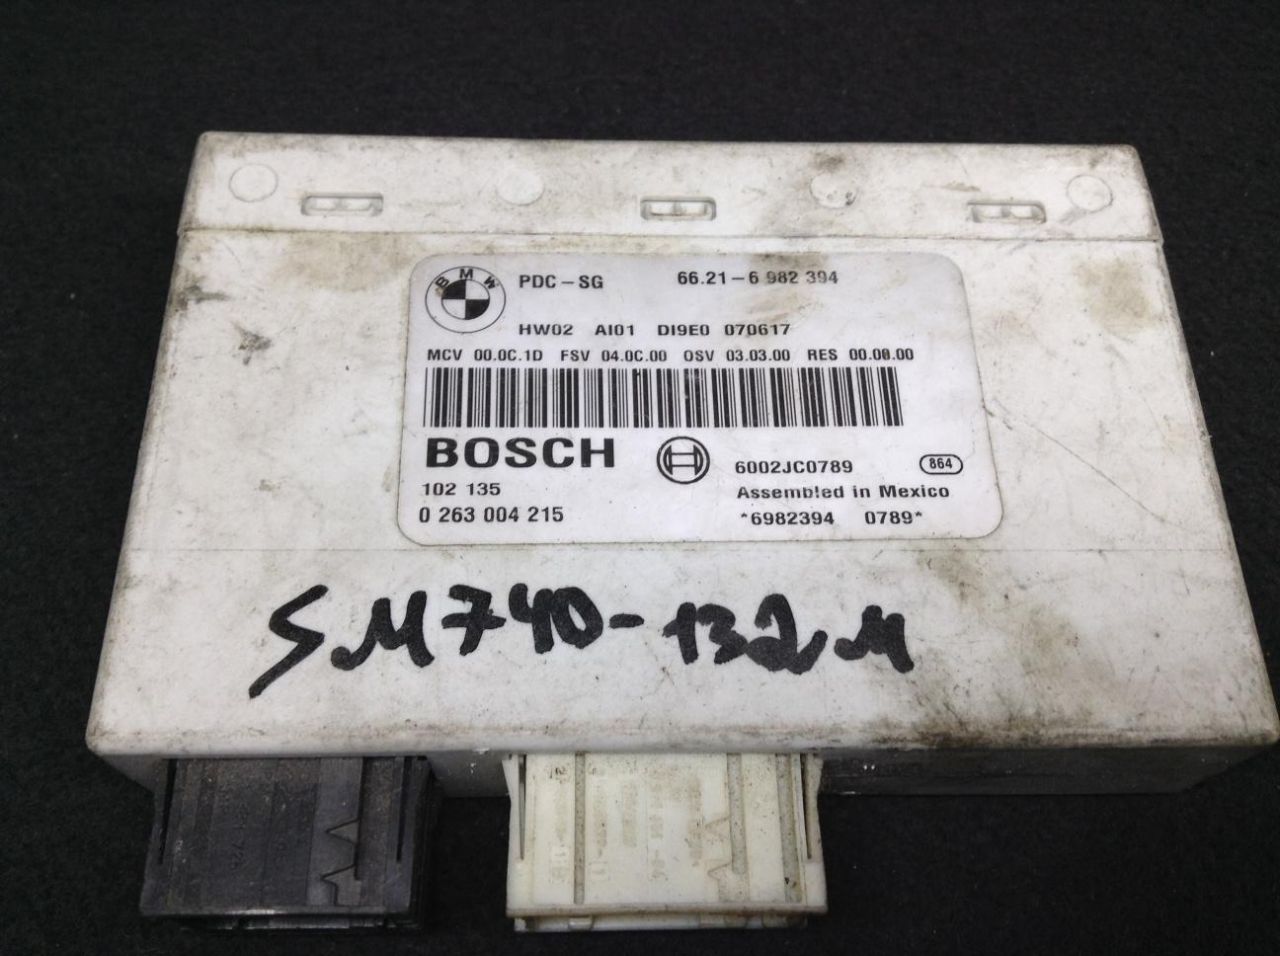 BMW PDC-SG 66.21-6 982 394
HW02 AI01 DI9E0 070617
MCV 00.0C.1D FSV 04.0C.00 OSV 03.03.00 RES 00.00.00
BOSCH 6002JC0789 864
102 135 Assembled in Mexico
0 263 004 215 *6982394 0789*
SM740-132M